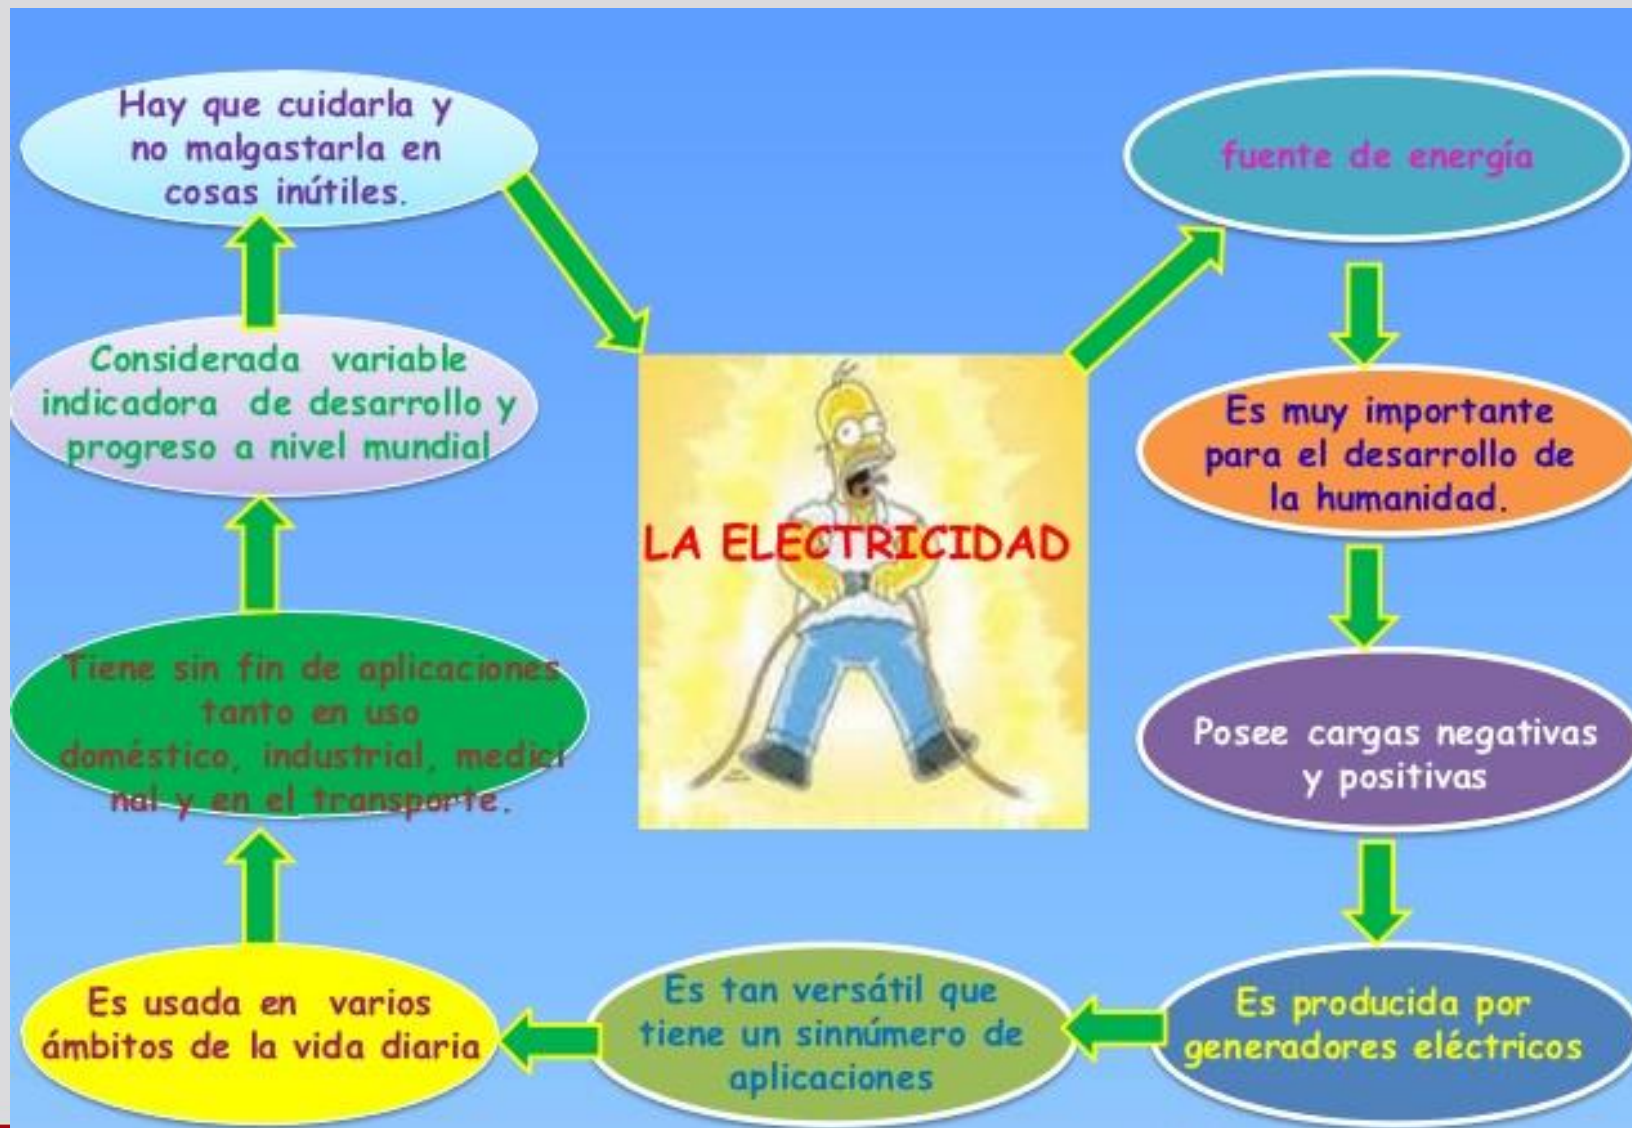 LA ELECTRICIDAD
fuente de energía
Es muy importante
para el desarrollo de
la humanidad.
Posee cargas negativas
y positivas
Es producida por
generadores eléctricos
Es tan versátil que
tiene un sinnúmero de
aplicaciones
Es usada en varios
ámbitos de la vida diaria
Tiene sin fin de aplicaciones
tanto en uso
doméstico, industrial, medici
nal y en el transporte.
Considerada variable
indicadora de desarrollo y
progreso a nivel mundial
Hay que cuidarla y
no malgastarla en
cosas inútiles.